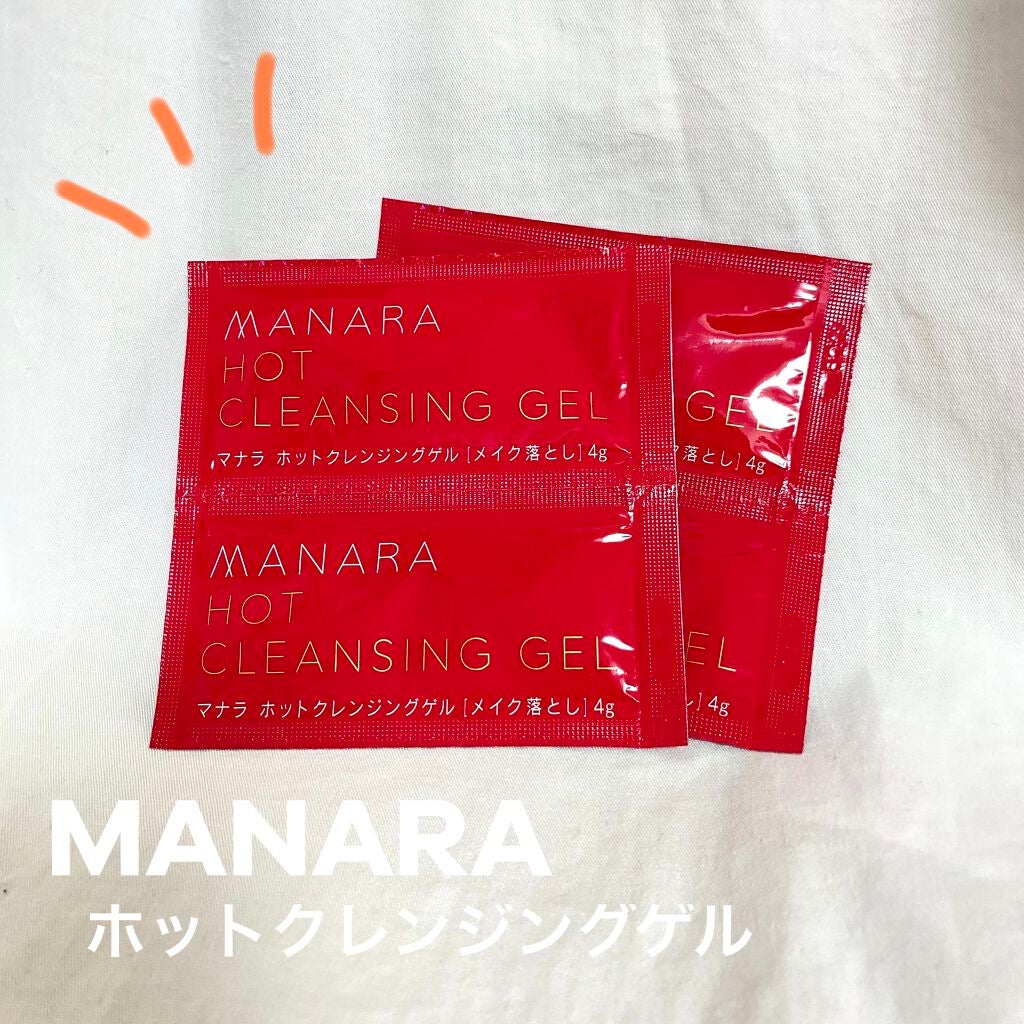 MANARA
HOT
CLEANSING GEL
マナラ ホットクレンジングゲル [メイク落とし] 4g
GEL
ク落とし] 4g
MANARA
HOT
CLEANSING GEL
マナラ ホットクレンジングゲル [メイク落とし] 4g
EL
] 4g
MANARA
ホットクレンジングゲル